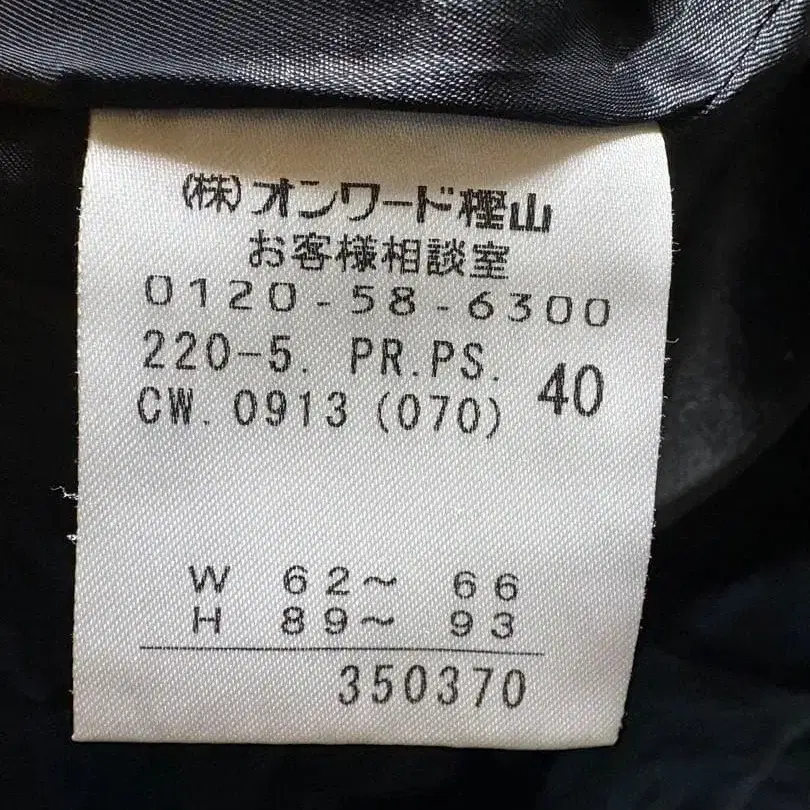 (株)オンワード樫山
お客様相談室
0120-58-6300
220-5. PR.PS. 40
CW. 0913 (070)
W 62~ 66
H 89~ 93
350370